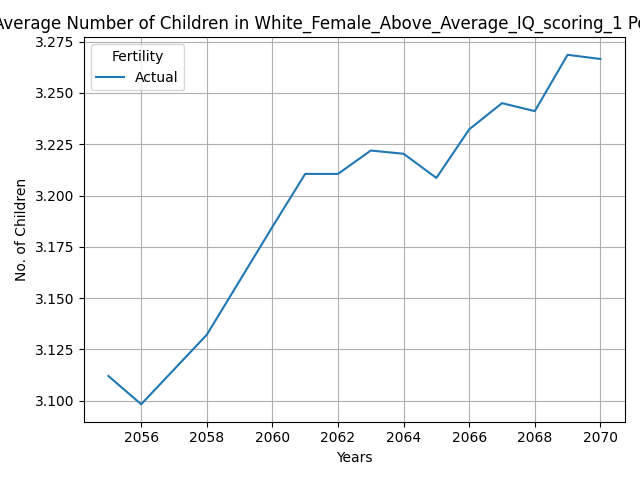 Average Number of Children in White_Female_Above_Average_IQ_scoring_1
Fertility
Actual
3.275
3.250
3.225
3.200
3.175
3.150
3.125
3.100
No. of Children
2056 2058 2060 2062 2064 2066 2068 2070
Years